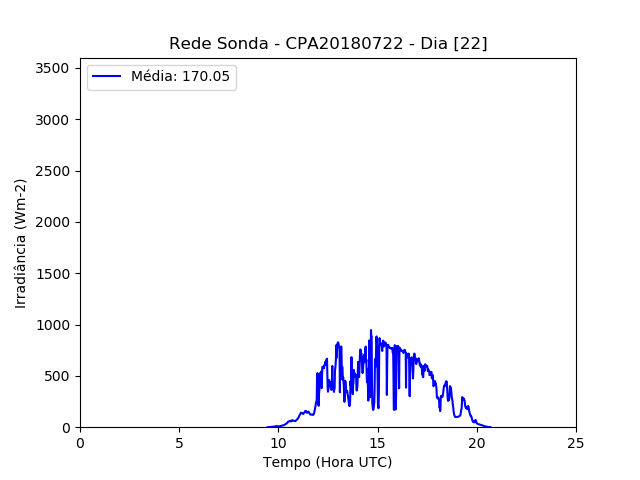 Rede Sonda - CPA20180722 - Dia [22]
Média: 170.05
3500
3000
2500
2000
1500
1000
500
0
Irradiância (Wm-2)
0 5 10 15 20 25
Tempo (Hora UTC)